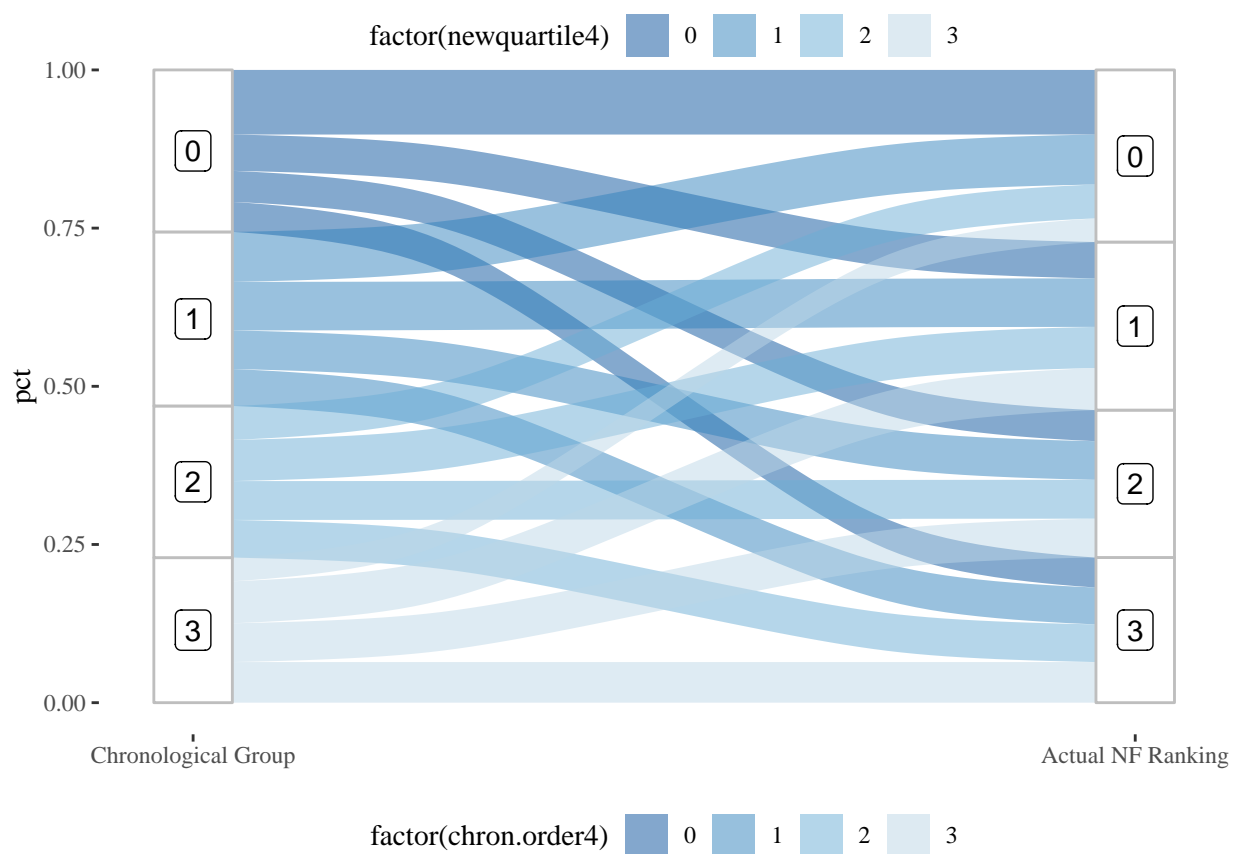 factor(newquartile4) 0 1 2 3
1.00
0.75
0.50
0.25
0.00
pct
0
1
2
3
0
1
2
3
Chronological Group
Actual NF Ranking
factor(chron.order4) 0 1 2 3